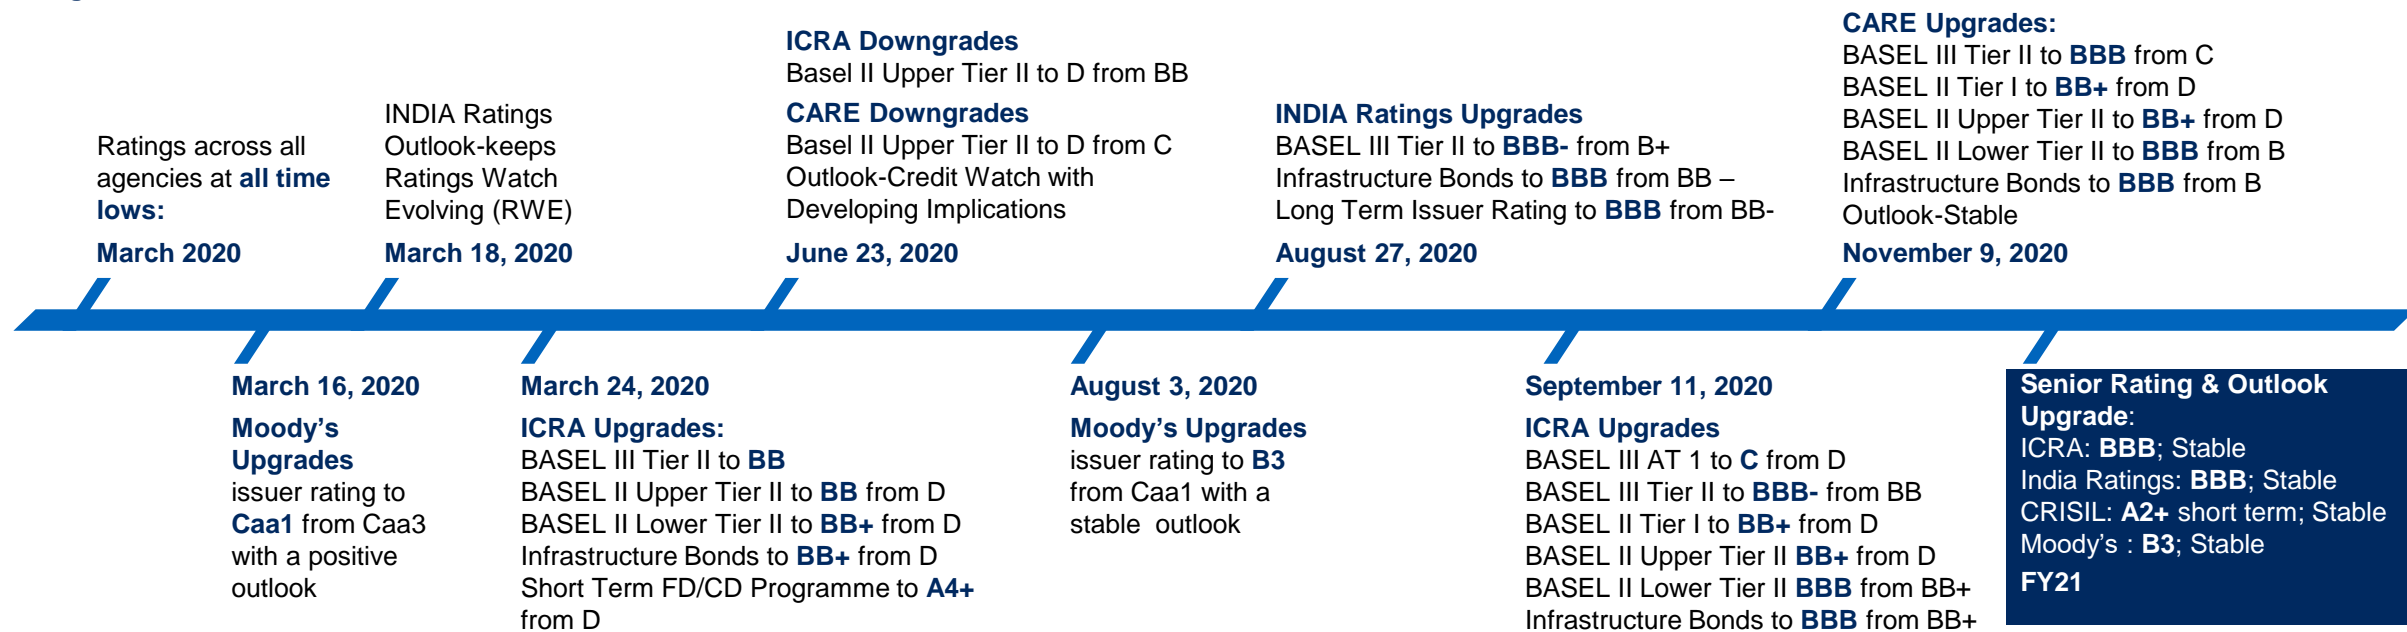 Ratings across all
agencies at all time
lows:
March 2020
March 16, 2020
Moody's
Upgrades
issuer rating to
Caa1 from Caa3
with a positive
outlook
INDIA Ratings
Outlook-keeps
Ratings Watch
Evolving (RWE)
March 18, 2020
March 24, 2020
ICRA Upgrades:
BASEL III Tier II to BB
BASEL II Upper Tier II to BB from D
BASEL II Lower Tier II to BB+ from D
Infrastructure Bonds to BB+ from D
Short Term FD/CD Programme to A4+
from D
ICRA Downgrades
Basel II Upper Tier II to D from BB
CARE Downgrades
Basel II Upper Tier II to D from C
Outlook-Credit Watch with
Developing Implications
June 23, 2020
August 3, 2020
Moody's Upgrades
issuer rating to B3
from Caa1 with a
stable outlook
INDIA Ratings Upgrades
BASEL III Tier II to BBB- from B+
Infrastructure Bonds to BBB from BB –
Long Term Issuer Rating to BBB from BB-
August 27, 2020
September 11, 2020
ICRA Upgrades
BASEL III AT 1 to C from D
BASEL III Tier II to BBB- from BB
BASEL II Tier I to BB+ from D
BASEL II Upper Tier II BB+ from D
BASEL II Lower Tier II BBB from BB+
Infrastructure Bonds to BBB from BB+
CARE Upgrades:
BASEL III Tier II to BBB from C
BASEL II Tier I to BB+ from D
BASEL II Upper Tier II to BB+ from D
BASEL II Lower Tier II to BBB from B
Infrastructure Bonds to BBB from B
Outlook-Stable
November 9, 2020
Senior Rating & Outlook
Upgrade:
ICRA: BBB; Stable
India Ratings: BBB; Stable
CRISIL: A2+ short term; Stable
Moody's : B3; Stable
FY21